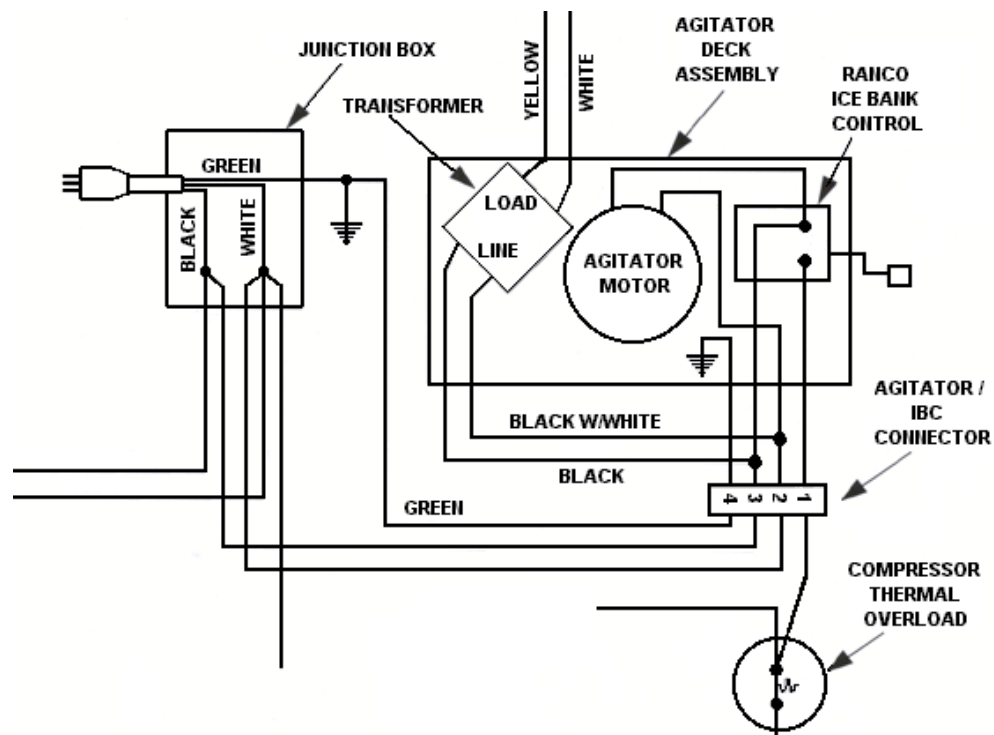 JUNCTION BOX
TRANSFORMER
YELLOW
WHITE
AGITATOR
DECK
ASSEMBLY
RANCO
ICE BANK
CONTROL
GREEN
BLACK
WHITE
LOAD
LINE
AGITATOR
MOTOR
BLACK W/WHITE
BLACK
GREEN
AGITATOR /
IBC
CONNECTOR
4 3 2 1
COMPRESSOR
THERMAL
OVERLOAD